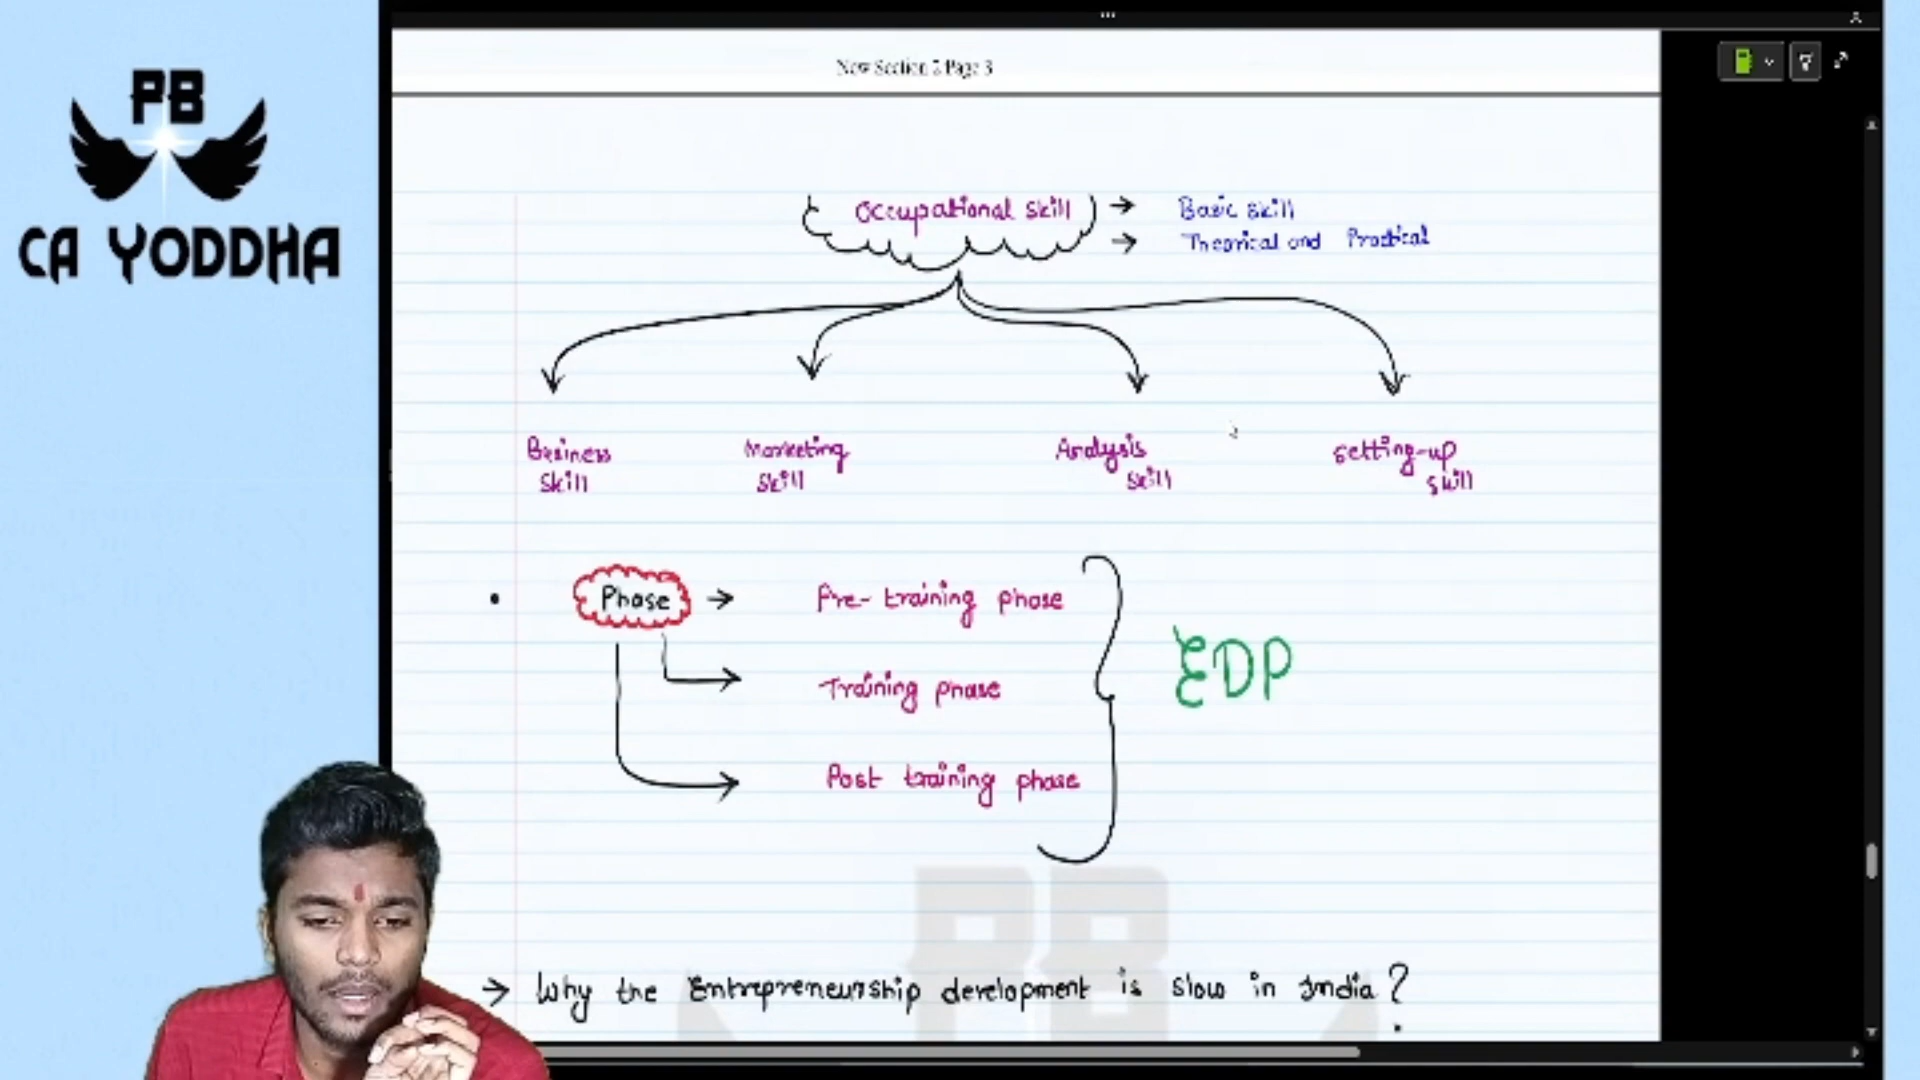 PB
CA YODDHA
New Section 2 Page 3
Occupational skill → Basic skill
→ Theorical and Practical
Business skill
Marketing skill
Analysis skill
Setting-up skill
• Phase → Pre-training phase
Training phase
Post training phase
EDP
PB
→ Why the Entrepreneurship development is slow in India?